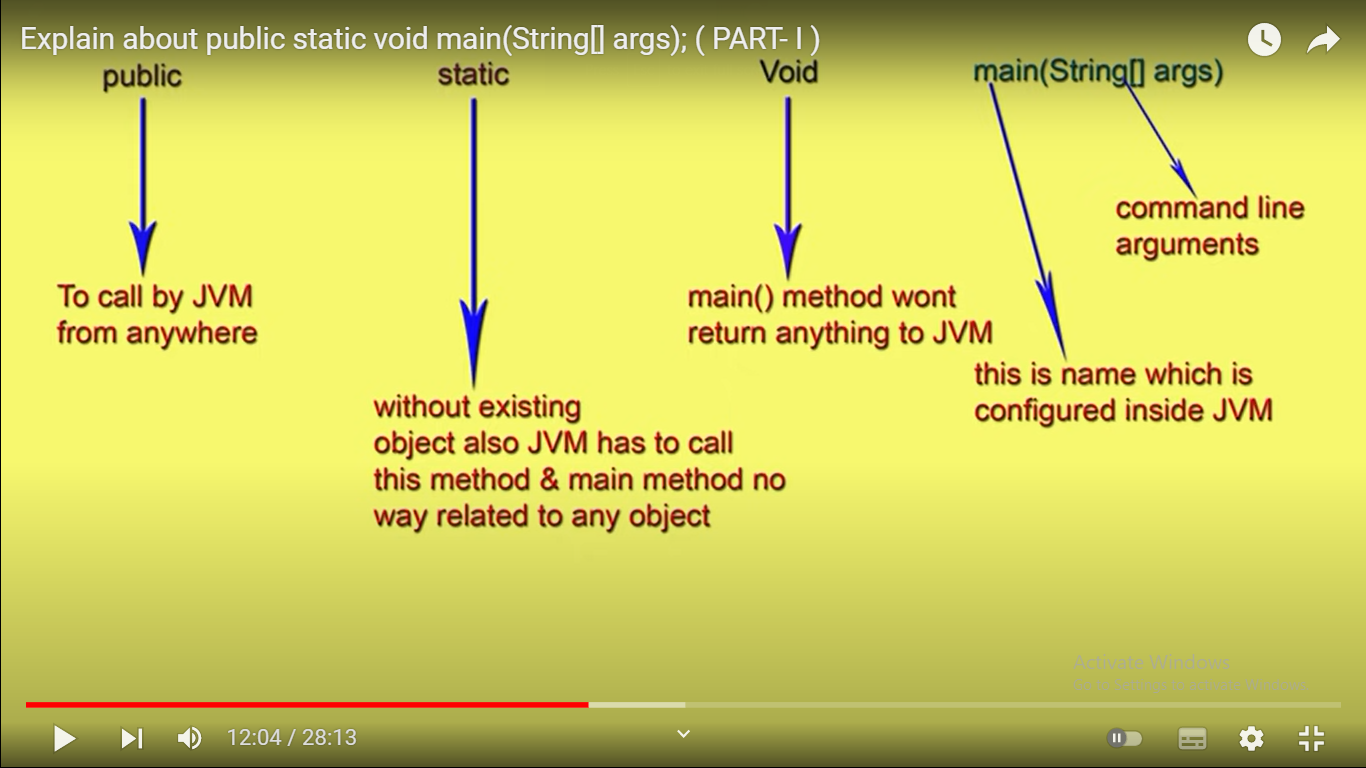 Explain about public static void main(String[] args); ( PART- I )
public
static
Void
main(String[] args)
To call by JVM
from anywhere
without existing
object also JVM has to call
this method & main method no
way related to any object
main() method wont
return anything to JVM
command line
arguments
this is name which is
configured inside JVM
Activate Windows
12:04 / 28:13